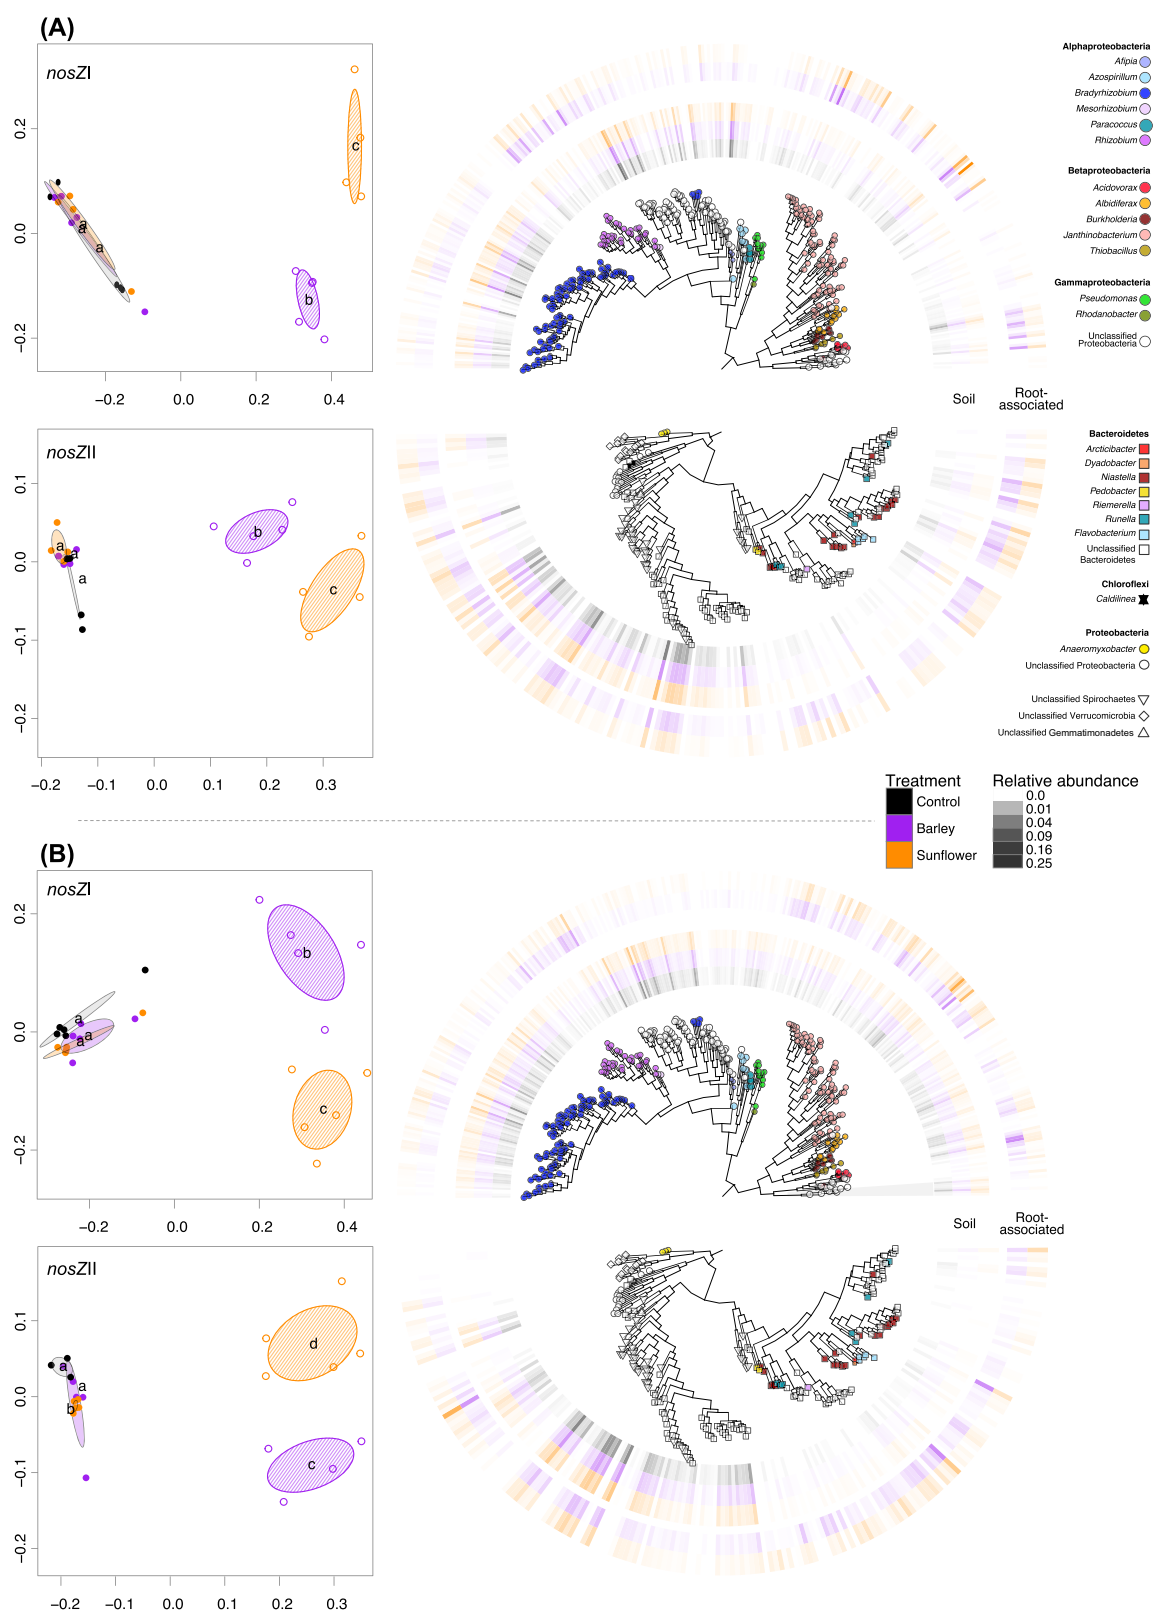 (A)
nosZI
0.2
0.0
−0.2
−0.2
0.0
0.2
0.4
c
a
a
a
b
Alphaproteobacteria
Afipia
Azospirillum
Bradyrhizobium
Mesorhizobium
Paracoccus
Rhizobium
Betaproteobacteria
Acidovorax
Albidiferax
Burkholderia
Janthinobacterium
Thiobacillus
Gammaproteobacteria
Pseudomonas
Rhodanobacter
Unclassified
Proteobacteria
Soil
Root-
associated
nosZII
0.1
0.0
−0.1
−0.2
−0.2
−0.1
0.0
0.1
0.2
0.3
a
a
a
b
c
Bacteroidetes
Arcticibacter
Dyadobacter
Niastella
Pedobacter
Riemerella
Runella
Flavobacterium
Unclassified
Bacteroidetes
Chloroflexi
Caldilinea
Proteobacteria
Anaeromyxobacter
Unclassified Proteobacteria
Unclassified Spirochaetes
Unclassified Verrucomicrobia
Unclassified Gemmatimonadetes
Treatment
Control
Barley
Sunflower
Relative abundance
0.0
0.01
0.04
0.09
0.16
0.25
(B)
nosZI
0.2
0.0
−0.2
−0.2
0.0
0.2
0.4
a
a
a
b
c
Soil
Root-
associated
nosZII
0.1
0.0
−0.1
−0.2
−0.2
−0.1
0.0
0.1
0.2
0.3
a
a
b
d
c